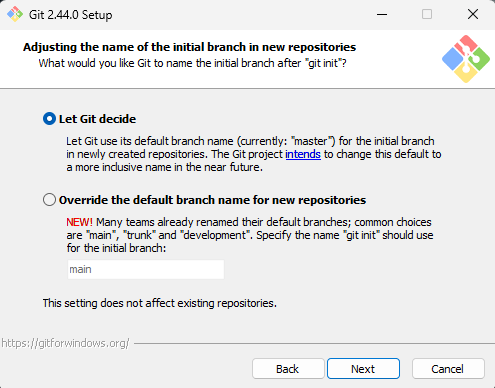 Git 2.44.0 Setup
Adjusting the name of the initial branch in new repositories
What would you like Git to name the initial branch after "git init"?
Let Git decide
Let Git use its default branch name (currently: "master") for the initial branch
in newly created repositories. The Git project intends to change this default to
a more inclusive name in the near future.
Override the default branch name for new repositories
NEW! Many teams already renamed their default branches; common choices
are "main", "trunk" and "development". Specify the name "git init" should use
for the initial branch:
main
This setting does not affect existing repositories.
https://gitforwindows.org/
Back
Next
Cancel